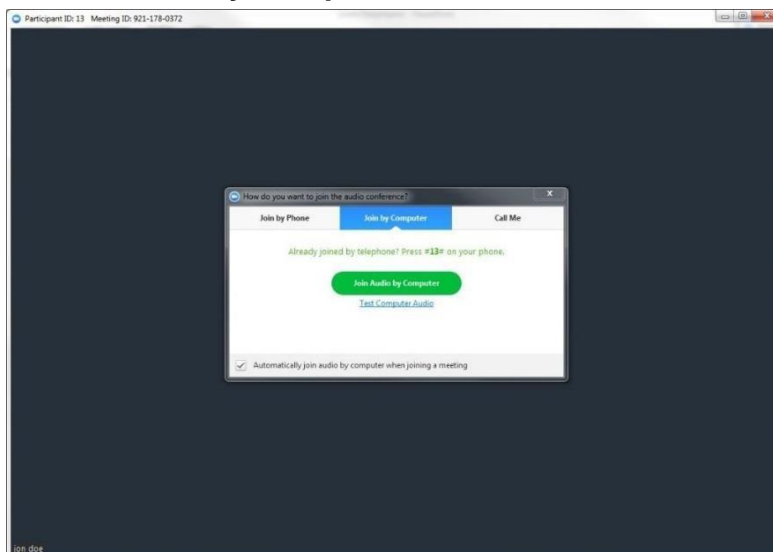 Participant ID: 13 Meeting ID: 921-178-0372
How do you want to join the audio conference?
Join by Phone
Join by Computer
Call Me
Already joined by telephone? Press #13# on your phone.
Join Audio by Computer
Test Computer Audio
Automatically join audio by computer when joining a meeting
jon doe